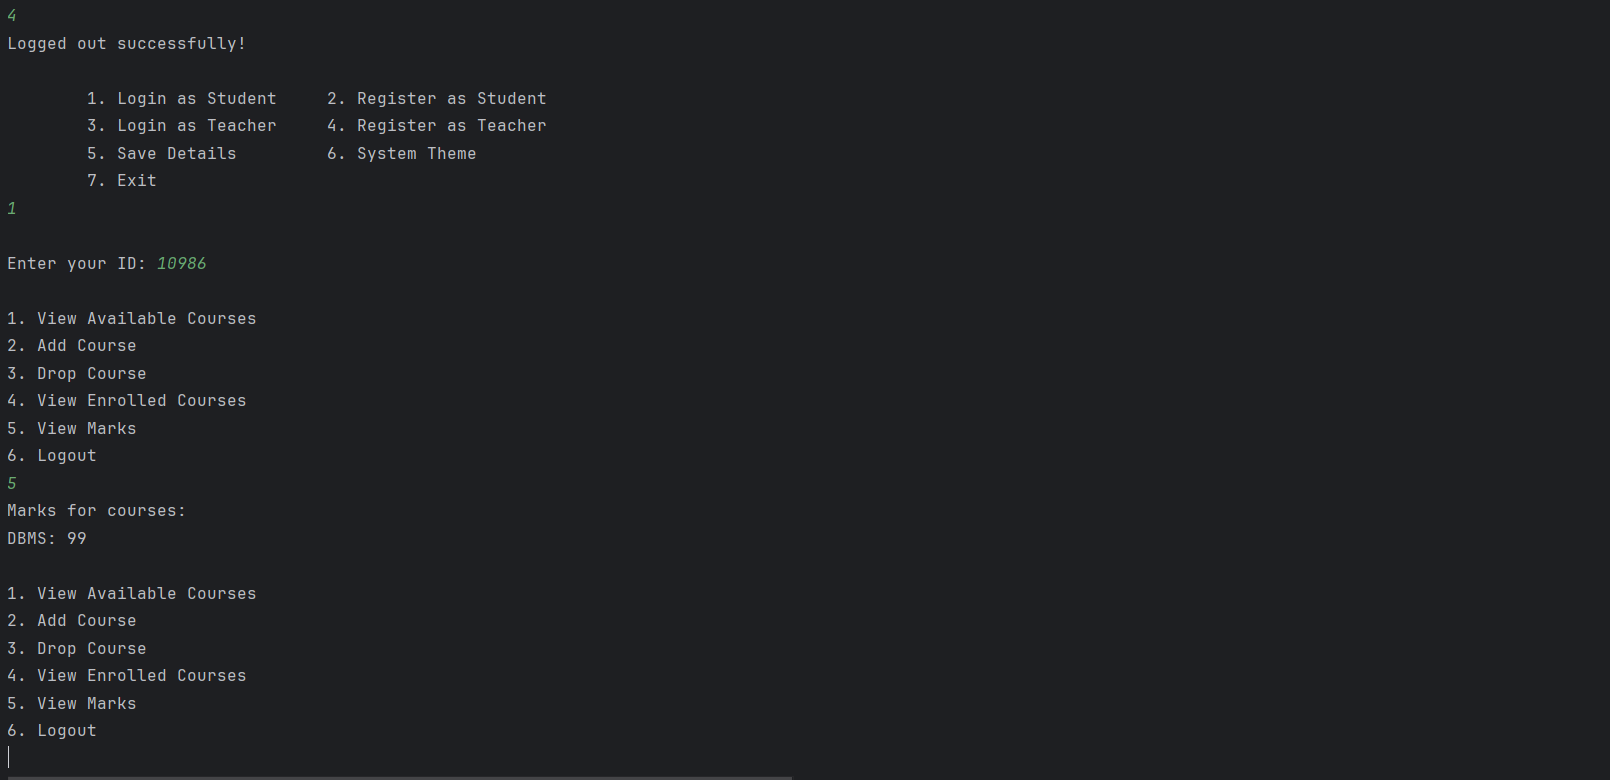 4
Logged out successfully!
1. Login as Student 2. Register as Student
3. Login as Teacher 4. Register as Teacher
5. Save Details 6. System Theme
7. Exit
1
Enter your ID: 10986
1. View Available Courses
2. Add Course
3. Drop Course
4. View Enrolled Courses
5. View Marks
6. Logout
5
Marks for courses:
DBMS: 99
1. View Available Courses
2. Add Course
3. Drop Course
4. View Enrolled Courses
5. View Marks
6. Logout